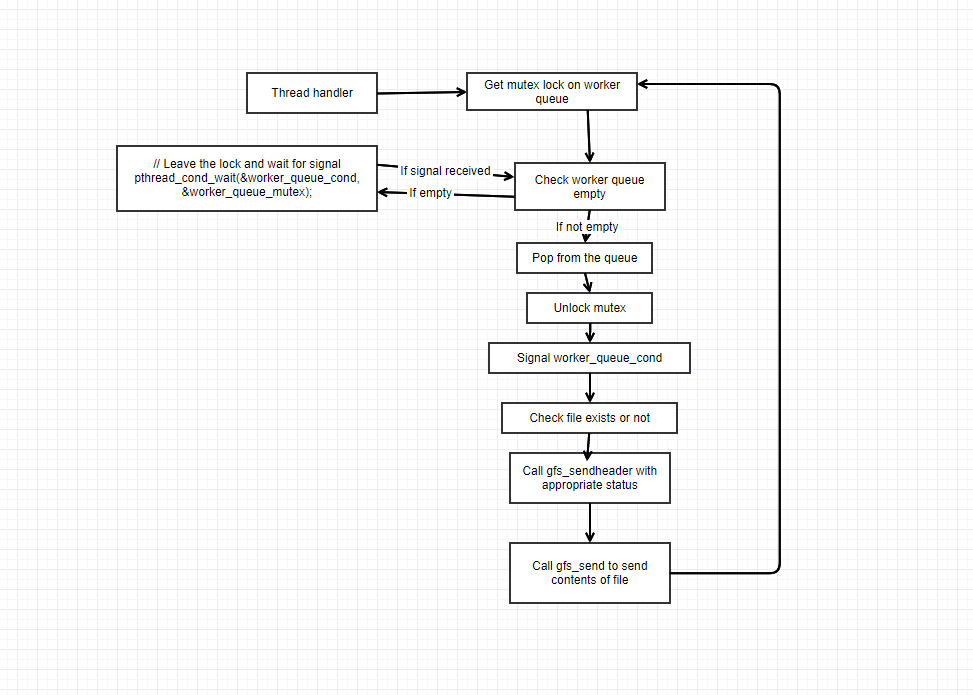 Thread handler
Get mutex lock on worker
queue
// Leave the lock and wait for signal
pthread_cond_wait(&worker_queue_cond,
&worker_queue_mutex);
If signal received
If empty
Check worker queue
empty
If not empty
Pop from the queue
Unlock mutex
Signal worker_queue_cond
Check file exists or not
Call gfs_sendheader with
appropriate status
Call gfs_send to send
contents of file